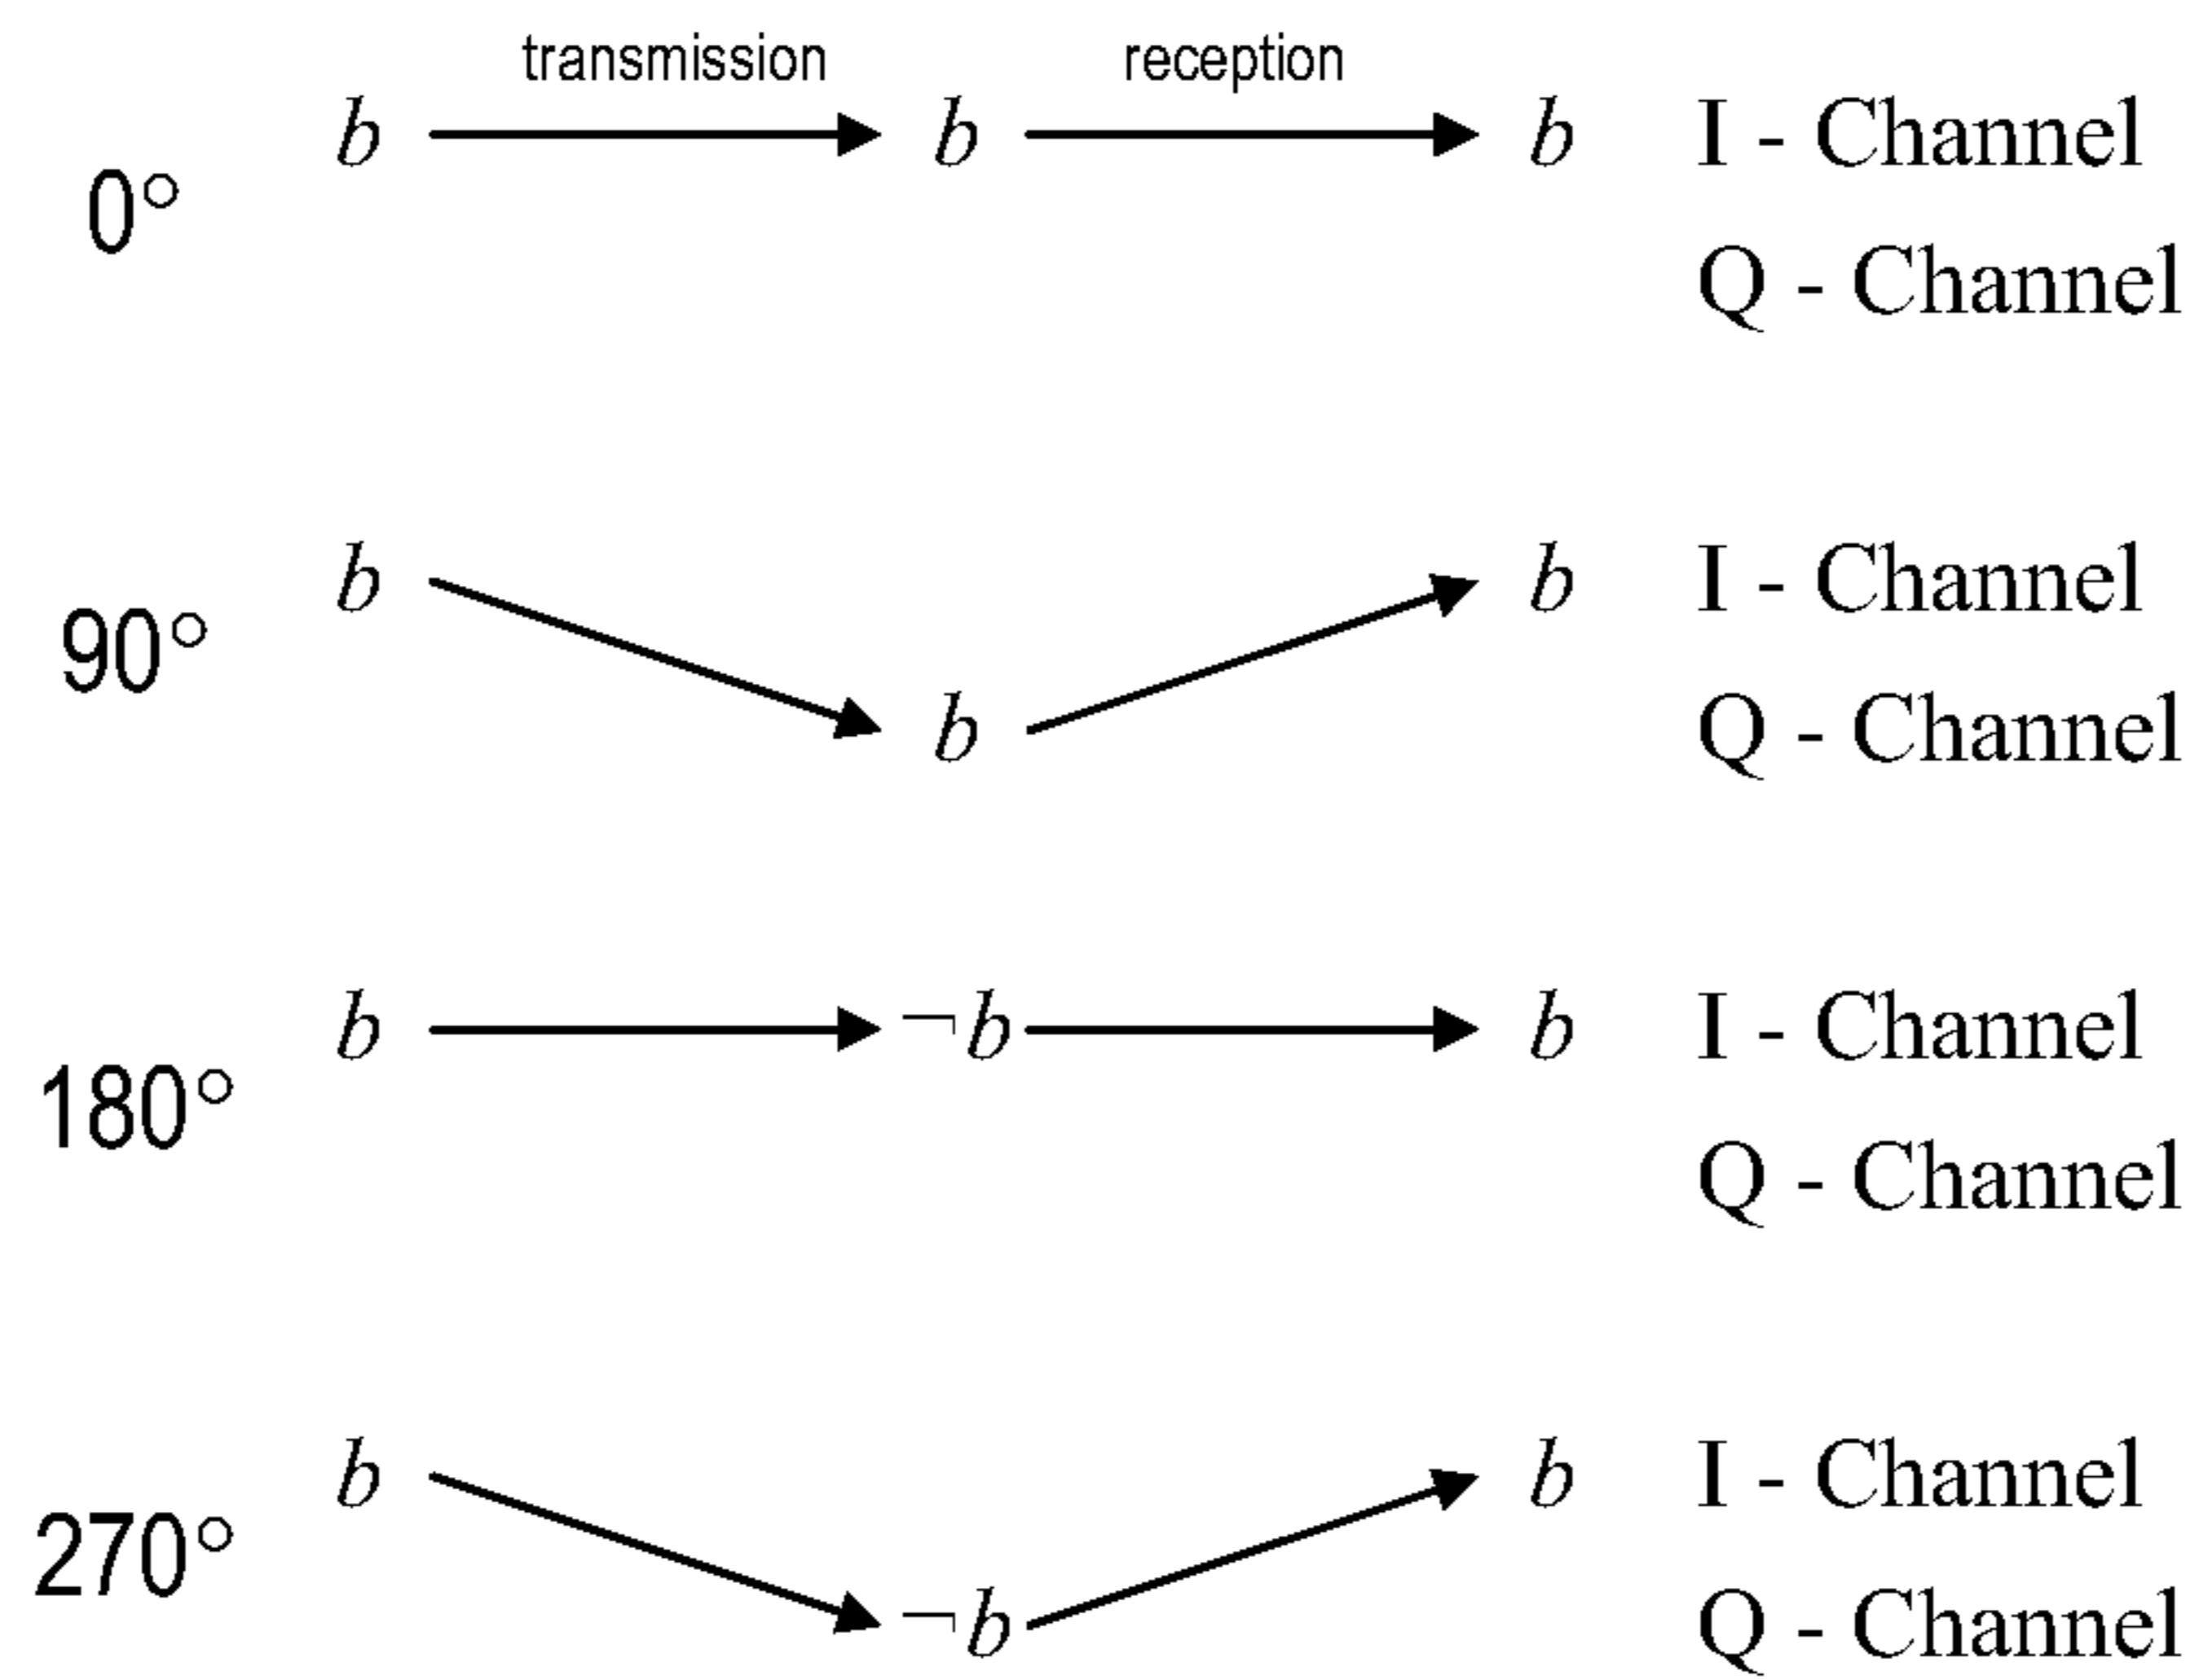 transmission reception
b b b I - Channel
0°
Q - Channel
b b I - Channel
90°
b Q - Channel
b ¬b b I - Channel
180°
Q - Channel
b b I - Channel
270°
¬b Q - Channel